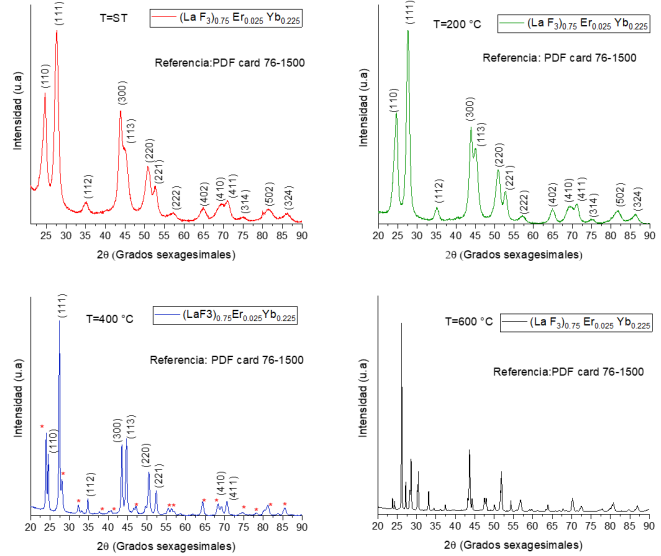 T=ST
(La F3)0.75 Er0.025 Yb0.225
Referencia:PDF card 76-1500
(110)
(111)
(112)
(300)
(113)
(220)
(221)
(222)
(402)
(410)
(411)
(314)
(502)
(324)
Intensidad (u.a)
20 25 30 35 40 45 50 55 60 65 70 75 80 85 90
2θ (Grados sexagesimales)
T=200 °C
(La F3)0.75 Er0.025 Yb0.225
Referencia:PDF card 76-1500
(110)
(111)
(112)
(300)
(113)
(220)
(221)
(222)
(402)
(410)
(411)
(314)
(502)
(324)
Intensidad (u.a)
20 25 30 35 40 45 50 55 60 65 70 75 80 85 90
2θ (Grados sexagesimales)
T=400 °C
(LaF3)0.75Er0.025Yb0.225
Referencia: PDF card 76-1500
*
(110)
(111)
*
*
(112)
*
*
(300)
(113)
*
(220)
(221)
**
*
*
(410)
(411)
*
*
*
*
Intensidad (u.a)
20 25 30 35 40 45 50 55 60 65 70 75 80 85 90
2θ (Grados sexagesimales)
T=600 °C
(La F3)0.75 Er0.025 Yb0.225
Referencia:PDF card 76-1500
Intensidad (u.a)
20 25 30 35 40 45 50 55 60 65 70 75 80 85 90
2θ (Grados sexagesimales)